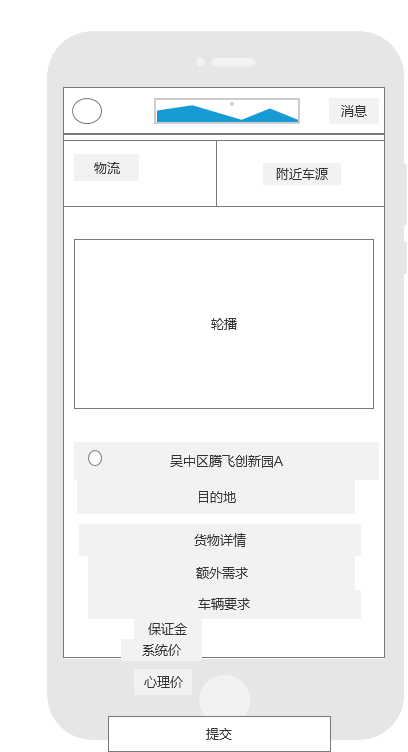 消息
物流
附近车源
轮播
吴中区腾飞创新园A
目的地
货物详情
额外需求
车辆要求
保证金
系统价
心理价
提交